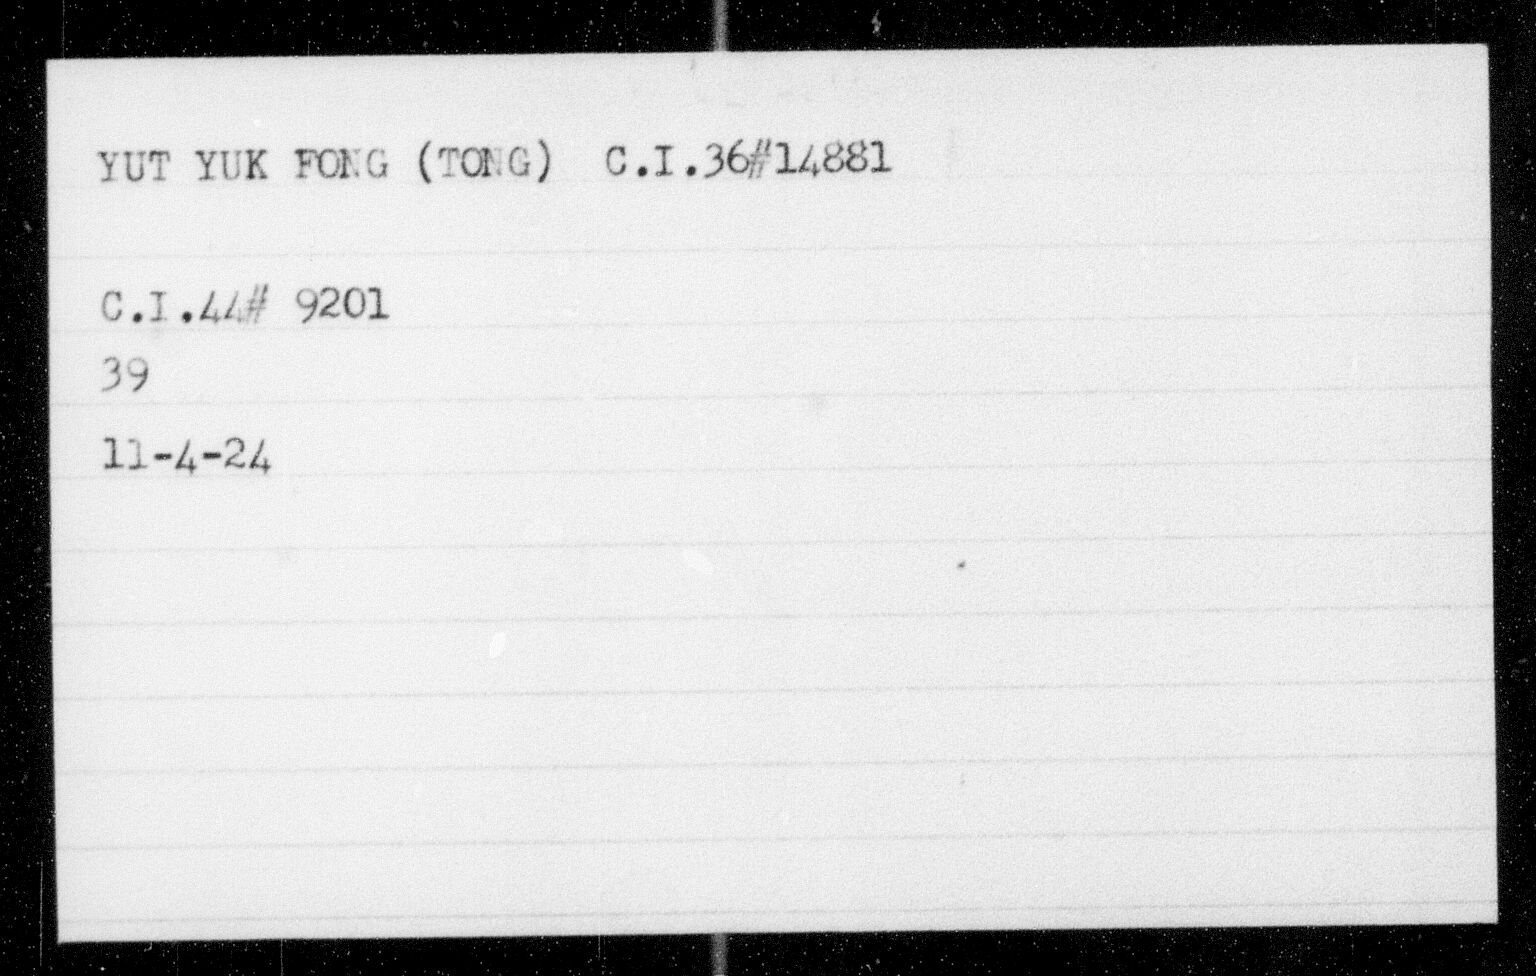 YUT YUK FONG (TONG) C.I.36#14881
C.I.44# 9201
39
11-4-24